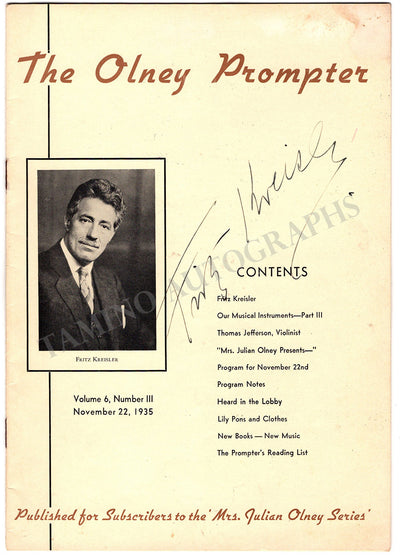 The Olney Prompter
Fritz Kreisler
TAMINO AUTOGRAPHS
FRITZ KREISLER
Volume 6, Number III
November 22, 1935
CONTENTS
Fritz Kreisler
Our Musical Instruments—Part III
Thomas Jefferson, Violinist
"Mrs. Julian Olney Presents—"
Program for November 22nd
Program Notes
Heard in the Lobby
Lily Pons and Clothes
New Books — New Music
The Prompter's Reading List
Published for Subscribers to the 'Mrs. Julian Olney Series'